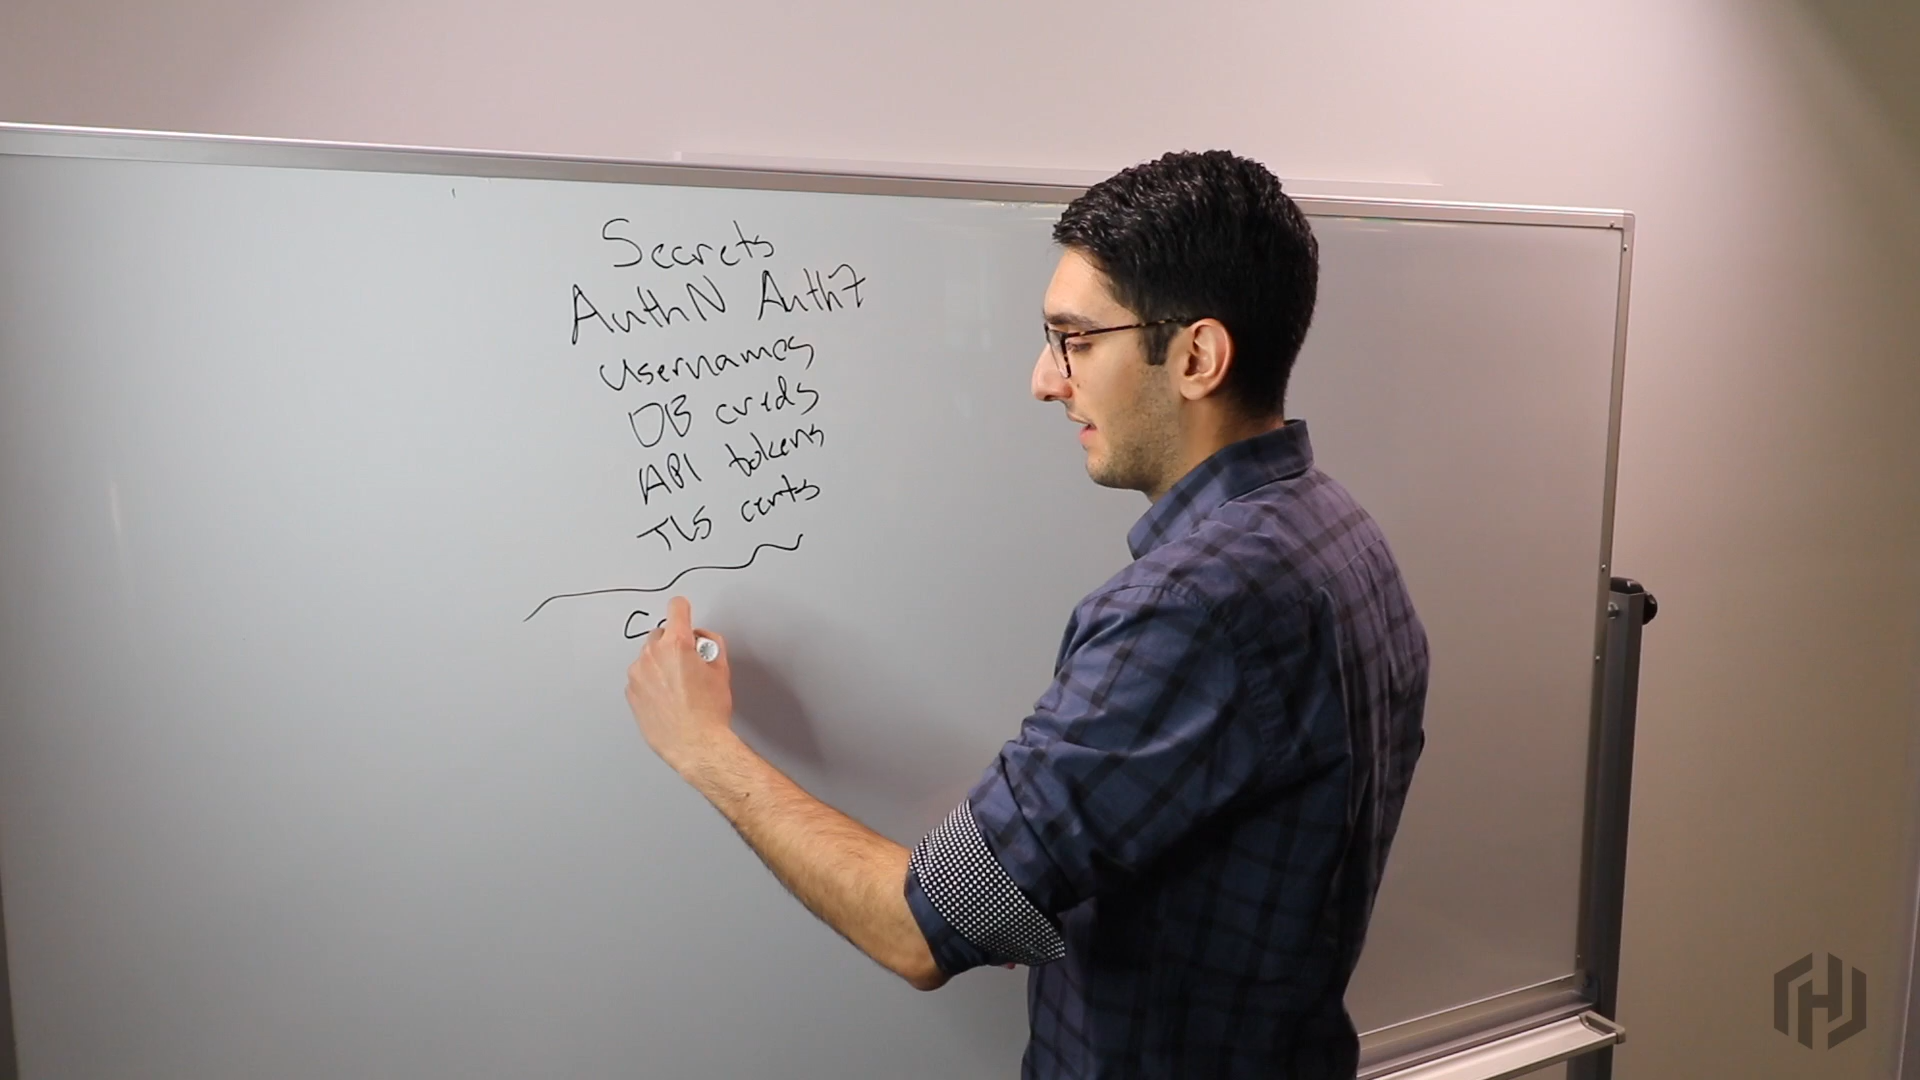 Secrets
AuthN AuthZ
Usernames
DB creds
API tokens
TLS certs